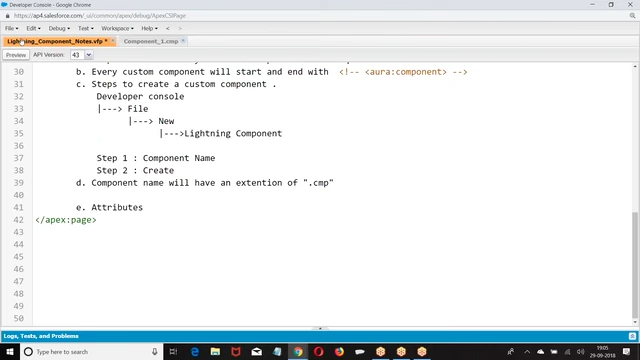 Developer Console - Google Chrome
https://ap4.salesforce.com/_ui/common/apex/debug/ApexCSIPage
File Edit Debug Test Workspace Help < >
Lightning_Component_Notes.vfp * Component_1.cmp
Preview API Version: 43
30 b. Every custom component will start and end with <!-- <aura:component> -->
31 c. Steps to create a custom component .
32 Developer console
33 |---> File
34 |---> New
35 |--->Lightning Component
36
37 Step 1 : Component Name
38 Step 2 : Create
39 d. Component name will have an extention of ".cmp"
40
41 e. Attributes
42 </apex:page>
43
44
45
46
47
48
49
50
Logs, Tests, and Problems
Type here to search
19:05
29-09-2018